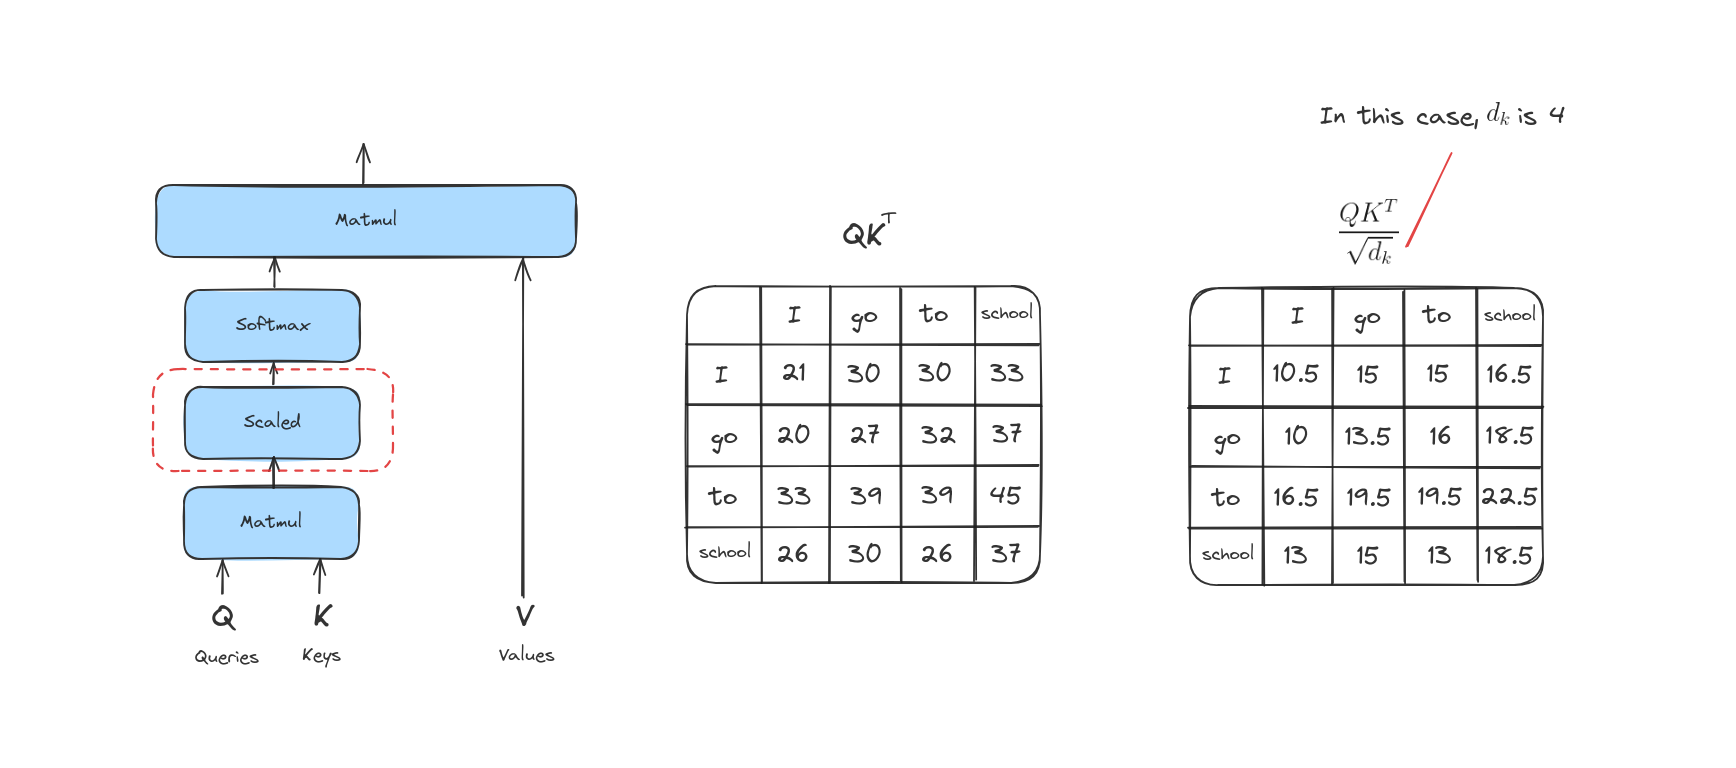 In this case, d_k is 4
Matmul
Softmax
Scaled
Matmul
Q K V
Queries Keys Values
QK^T
I go to school
I 21 30 30 33
go 20 27 32 37
to 33 39 39 45
school 26 30 26 37
QK^T
√d_k
I go to school
I 10.5 15 15 16.5
go 10 13.5 16 18.5
to 16.5 19.5 19.5 22.5
school 13 15 13 18.5